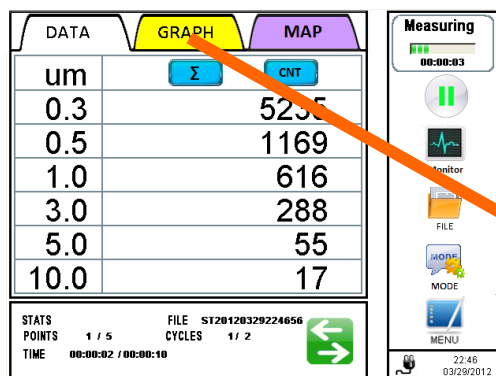 DATA GRAPH MAP
um Σ CNT
0.3
0.5 1169
1.0 616
3.0 288
5.0 55
10.0 17
STATS FILE ST20120329224656
POINTS 1 / 5 CYCLES 1/ 2
TIME 00:00:02 / 00:00:10
Measuring
00:00:03
Monitor
FILE
MODE
MODE
MENU
22:46
03/29/2012